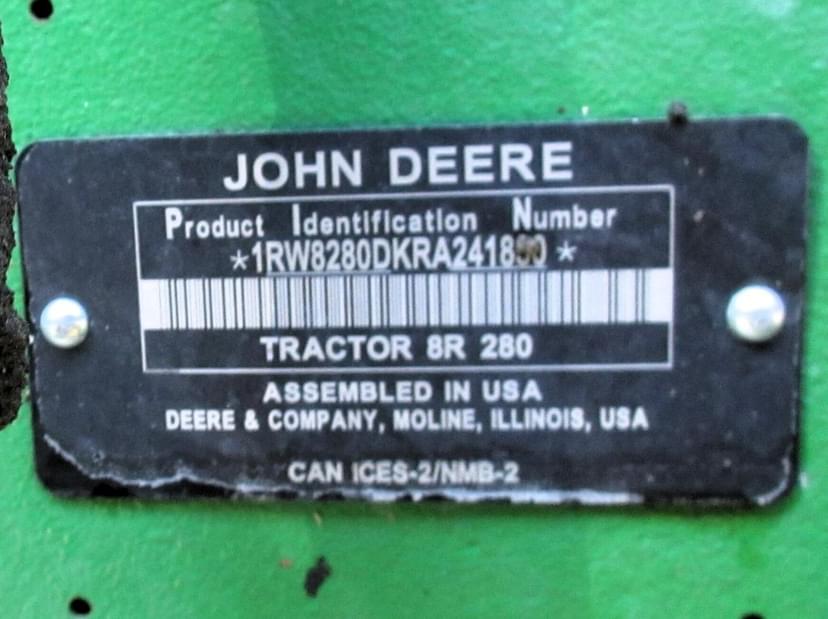 JOHN DEERE
Product Identification Number
TRACTOR 8R 280
ASSEMBLED IN USA
DEERE & COMPANY, MOLINE, ILLINOIS, USA
CAN ICES-2/NMB-2